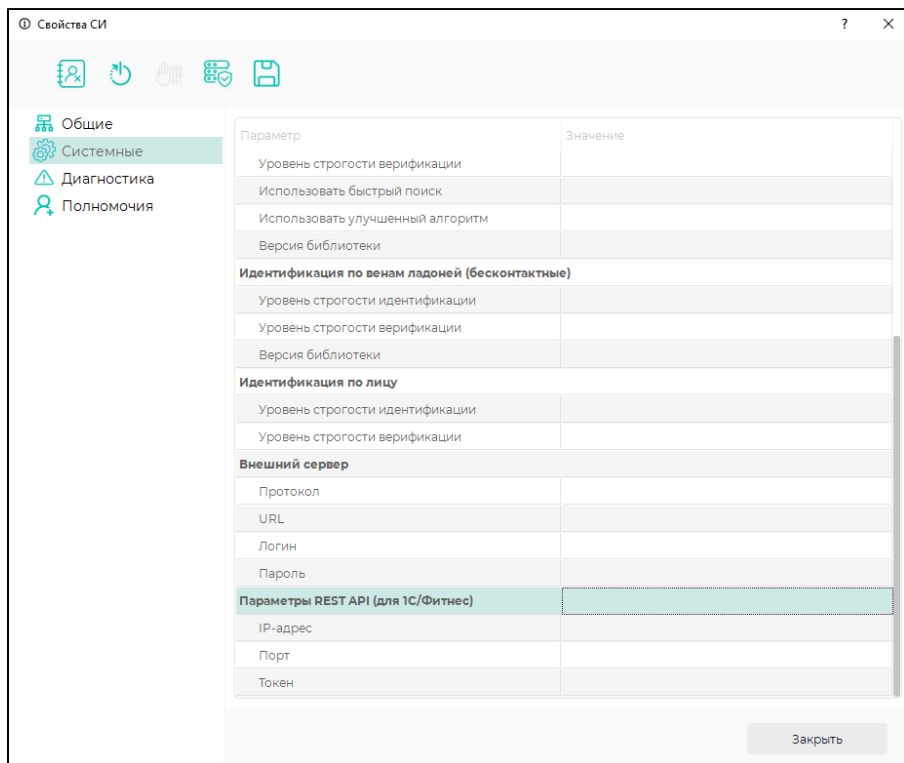 Свойства СИ
?
Общие
Системные
Диагностика
Полномочия
Параметр Значение
Уровень строгости верификации
Использовать быстрый поиск
Использовать улучшенный алгоритм
Версия библиотеки
Идентификация по венам ладоней (бесконтактные)
Уровень строгости идентификации
Уровень строгости верификации
Версия библиотеки
Идентификация по лицу
Уровень строгости идентификации
Уровень строгости верификации
Внешний сервер
Протокол
URL
Логин
Пароль
Параметры REST API (для 1С/Фитнес)
IP-адрес
Порт
Токен
Закрыть